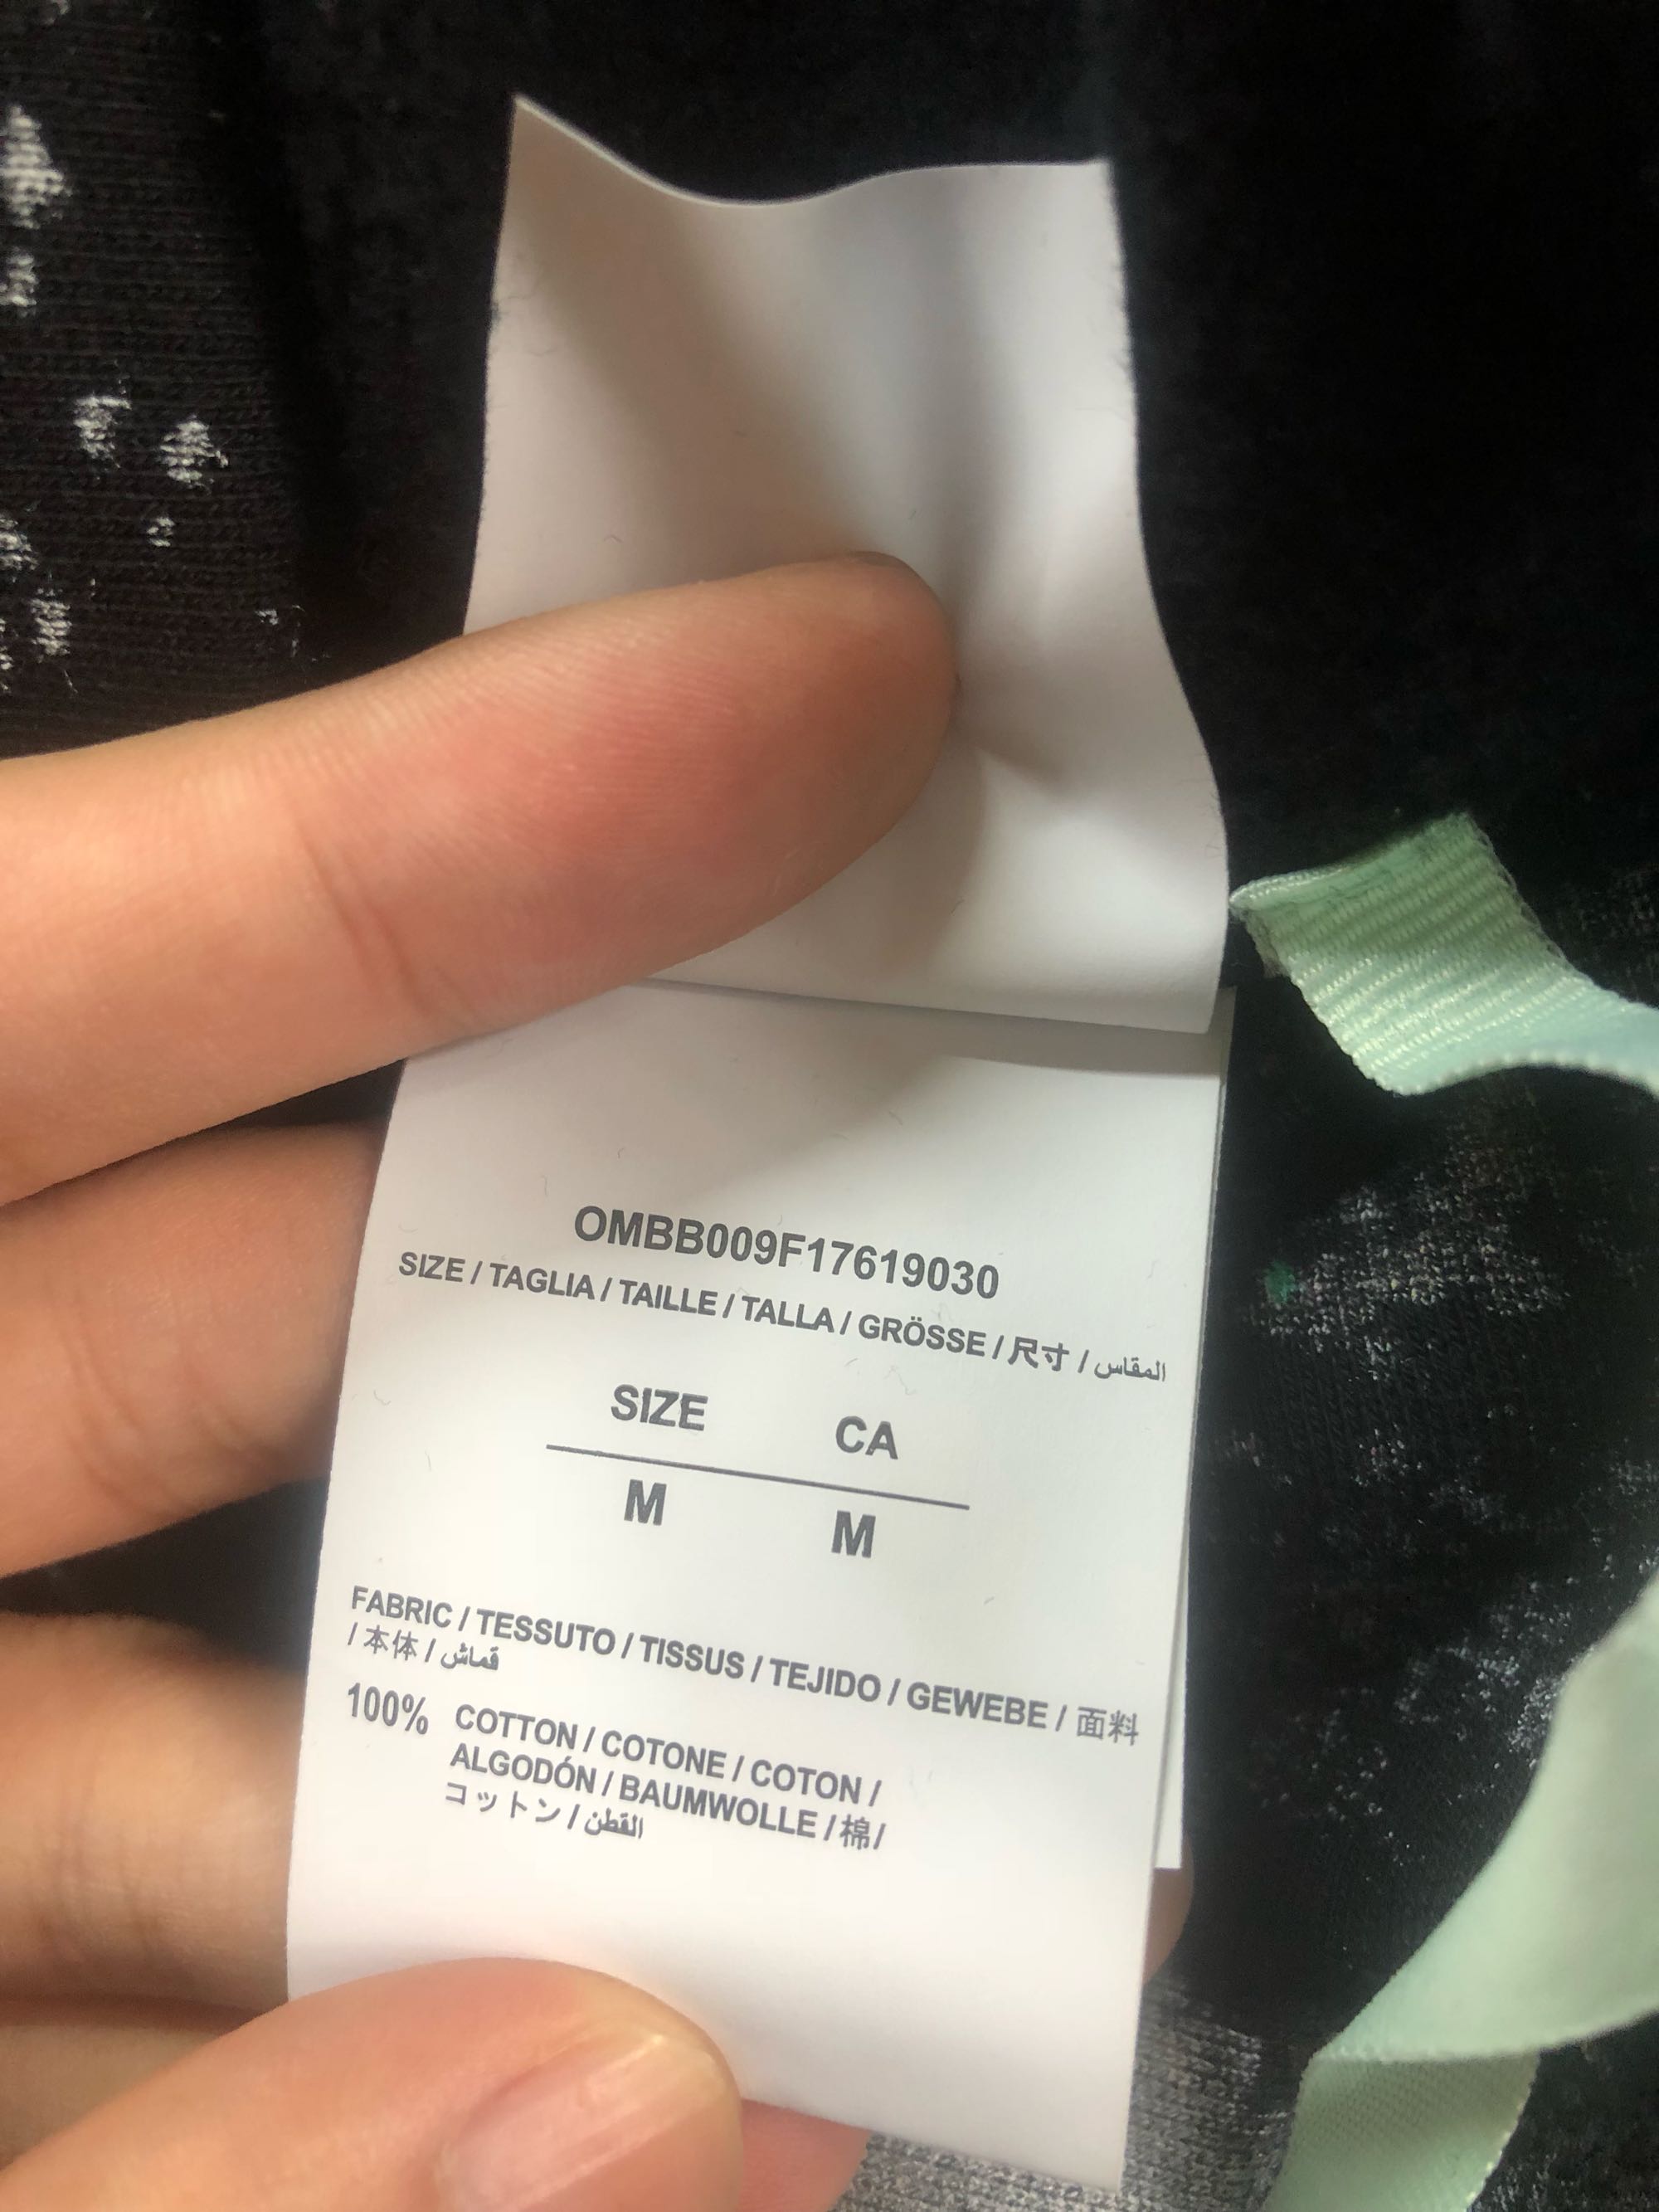 OMBB009F17619030
SIZE / TAGLIA / TAILLE / TALLA / GRÖSSE / 尺寸 / المقاس
SIZE CA
M M
FABRIC / TESSUTO / TISSUS / TEJIDO / GEWEBE / 面料
/ 本体 / قماش
100% COTTON / COTONE / COTON /
ALGODÓN / BAUMWOLLE / 棉 /
コットン / القطن